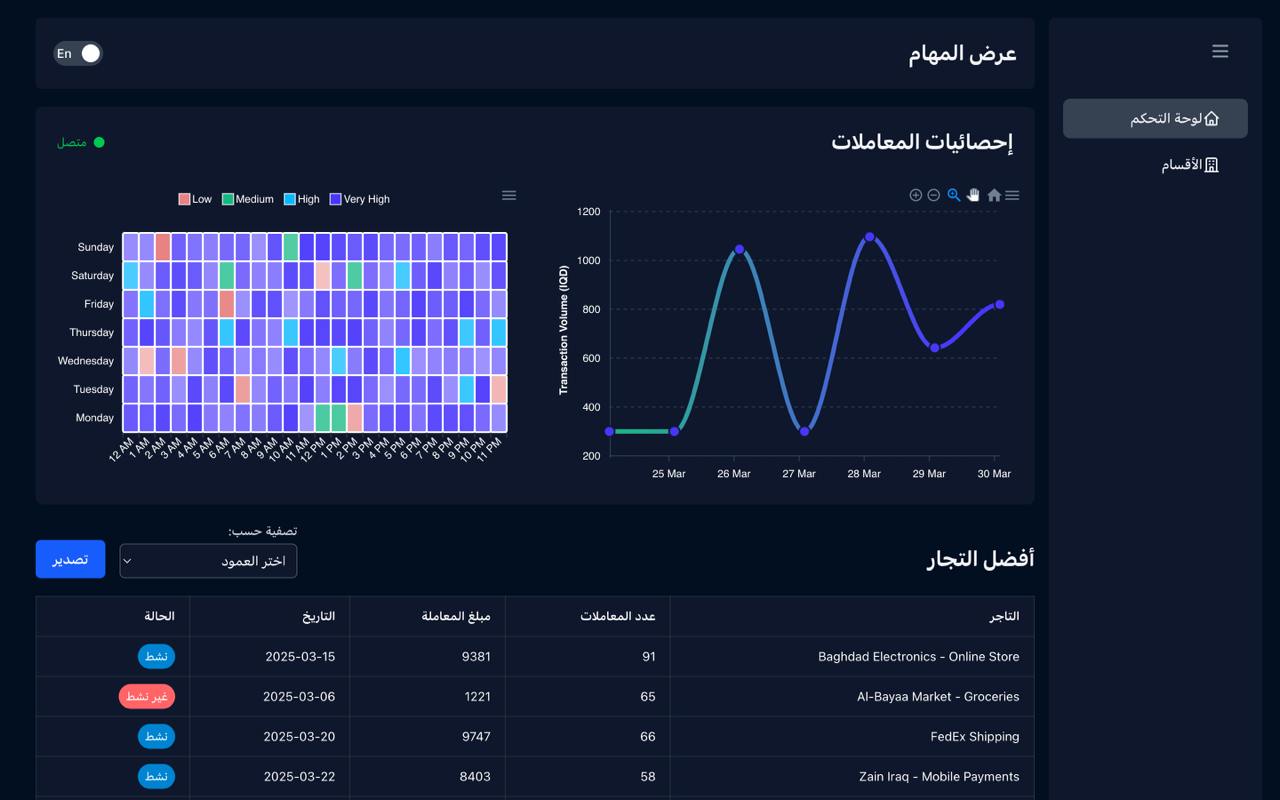 عرض المهام
En
لوحة التحكم
الأقسام
إحصائيات المعاملات
متصل
1200
1000
800
600
400
200
Transaction Volume (IQD)
25 Mar
26 Mar
27 Mar
28 Mar
29 Mar
30 Mar
Low
Medium
High
Very High
Sunday
Saturday
Friday
Thursday
Wednesday
Tuesday
Monday
12 AM
1 AM
2 AM
3 AM
4 AM
5 AM
6 AM
7 AM
8 AM
9 AM
10 AM
11 AM
12 PM
1 PM
2 PM
3 PM
4 PM
5 PM
6 PM
7 PM
8 PM
9 PM
10 PM
11 PM
أفضل التجار
تصفية حسب:
اختر العمود
تصدير
التاجر عدد المعاملات مبلغ المعاملة التاريخ الحالة
Baghdad Electronics - Online Store 91 9381 2025-03-15 نشط
Al-Bayaa Market - Groceries 65 1221 2025-03-06 غير نشط
FedEx Shipping 66 9747 2025-03-20 نشط
Zain Iraq - Mobile Payments 58 8403 2025-03-22 نشط